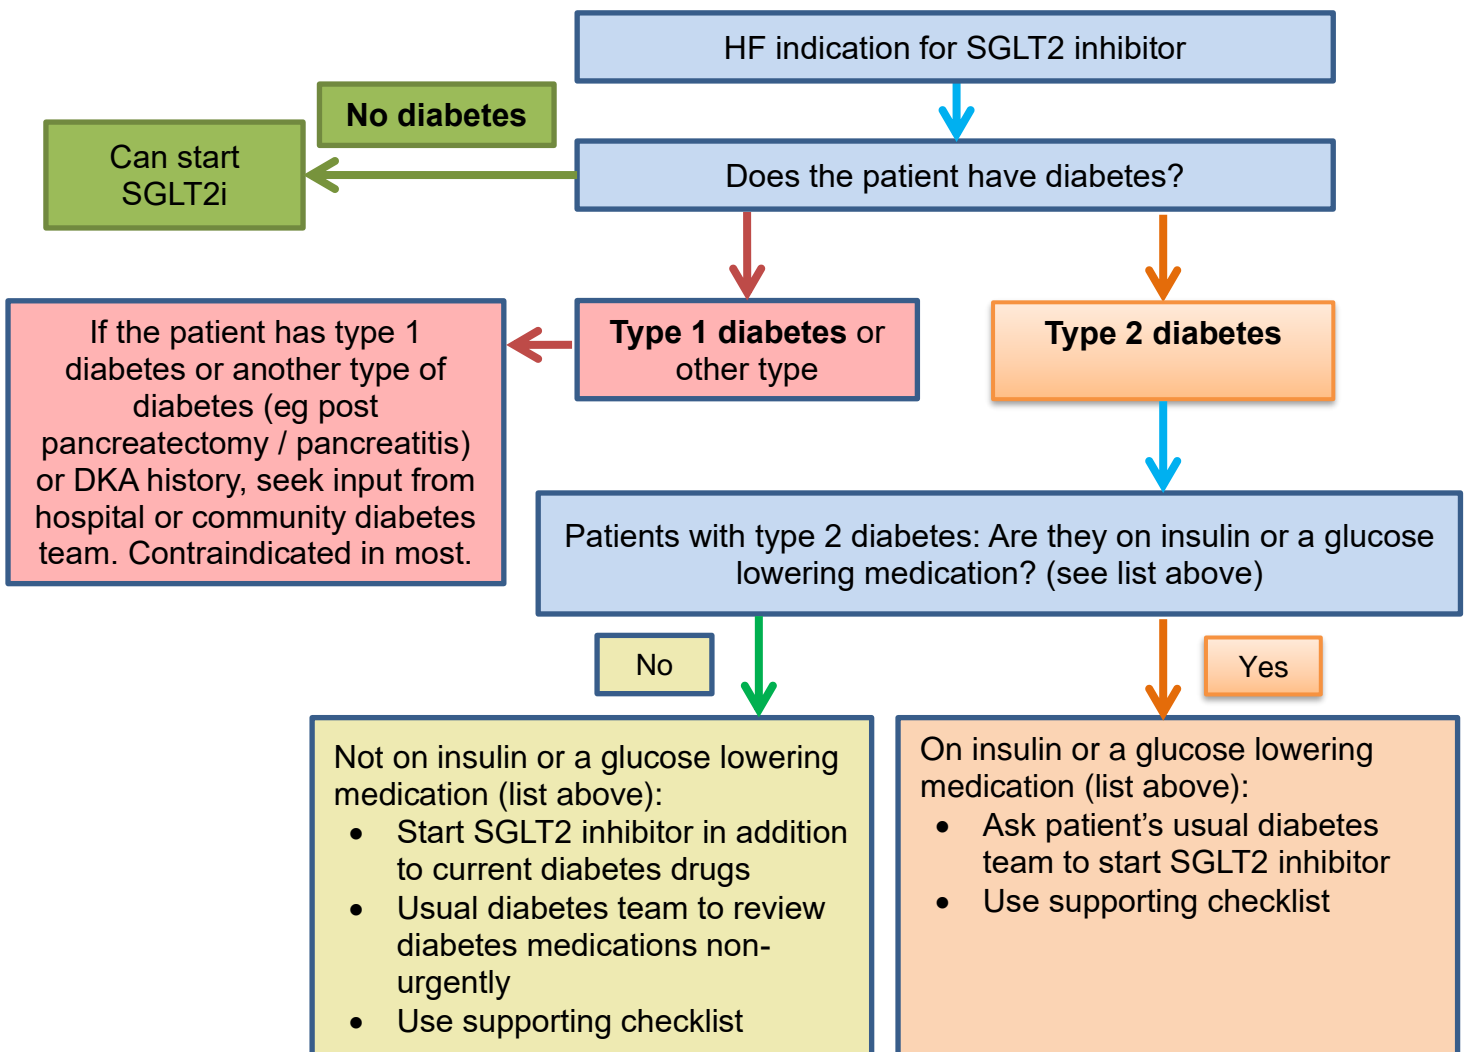 HF indication for SGLT2 inhibitor
No diabetes
Can start
SGLT2i
Does the patient have diabetes?
If the patient has type 1
diabetes or another type of
diabetes (eg post
pancreatectomy / pancreatitis)
or DKA history, seek input from
hospital or community diabetes
team. Contraindicated in most.
Type 1 diabetes or
other type
Type 2 diabetes
Patients with type 2 diabetes: Are they on insulin or a glucose
lowering medication? (see list above)
No
Yes
Not on insulin or a glucose lowering
medication (list above):
• Start SGLT2 inhibitor in addition
to current diabetes drugs
• Usual diabetes team to review
diabetes medications non-
urgently
• Use supporting checklist
On insulin or a glucose lowering
medication (list above):
• Ask patient’s usual diabetes
team to start SGLT2 inhibitor
• Use supporting checklist